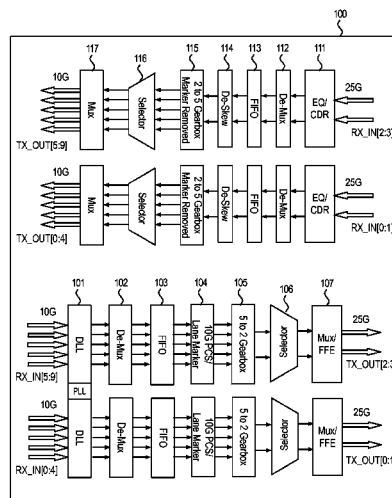 100
117
116
115
114
113
112
111
10G
Mux
Selector
2 to 5 Gearbox
Marker Removed
De-Skew
FIFO
De-Mux
EQ/
CDR
25G
TX_OUT[5:9]
RX_IN[2:3]
10G
Mux
Selector
2 to 5 Gearbox
Marker Removed
De-Skew
FIFO
De-Mux
EQ/
CDR
25G
TX_OUT[0:4]
RX_IN[0:1]
101
102
103
104
105
106
107
10G
DLL
De-Mux
FIFO
10G PCS/
Lane Marker
5 to 2 Gearbox
Selector
Mux/
FFE
25G
RX_IN[5:9]
TX_OUT[2:3]
PLL
10G
DLL
De-Mux
FIFO
10G PCS/
Lane Marker
5 to 2 Gearbox
Selector
Mux/
FFE
25G
RX_IN[0:4]
TX_OUT[0:1]